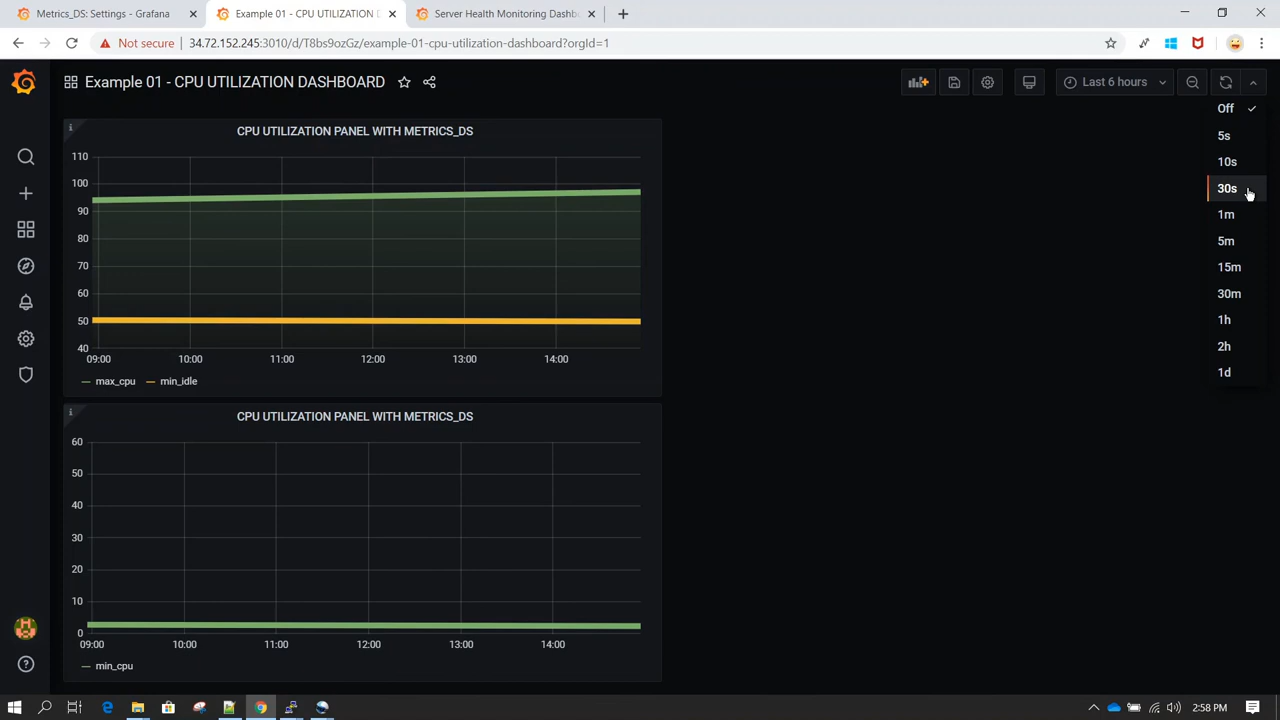 Metrics_DS: Settings - Grafana
Example 01 - CPU UTILIZATION D
Server Health Monitoring Dashb
Not secure
34.72.152.245:3010/d/T8bs9ozGz/example-01-cpu-utilization-dashboard?orgId=1
Example 01 - CPU UTILIZATION DASHBOARD
Last 6 hours
Off
5s
10s
30s
1m
5m
15m
30m
1h
2h
1d
CPU UTILIZATION PANEL WITH METRICS_DS
110
100
90
80
70
60
50
40
09:00 10:00 11:00 12:00 13:00 14:00
max_cpu min_idle
CPU UTILIZATION PANEL WITH METRICS_DS
60
50
40
30
20
10
0
09:00 10:00 11:00 12:00 13:00 14:00
min_cpu
2:58 PM